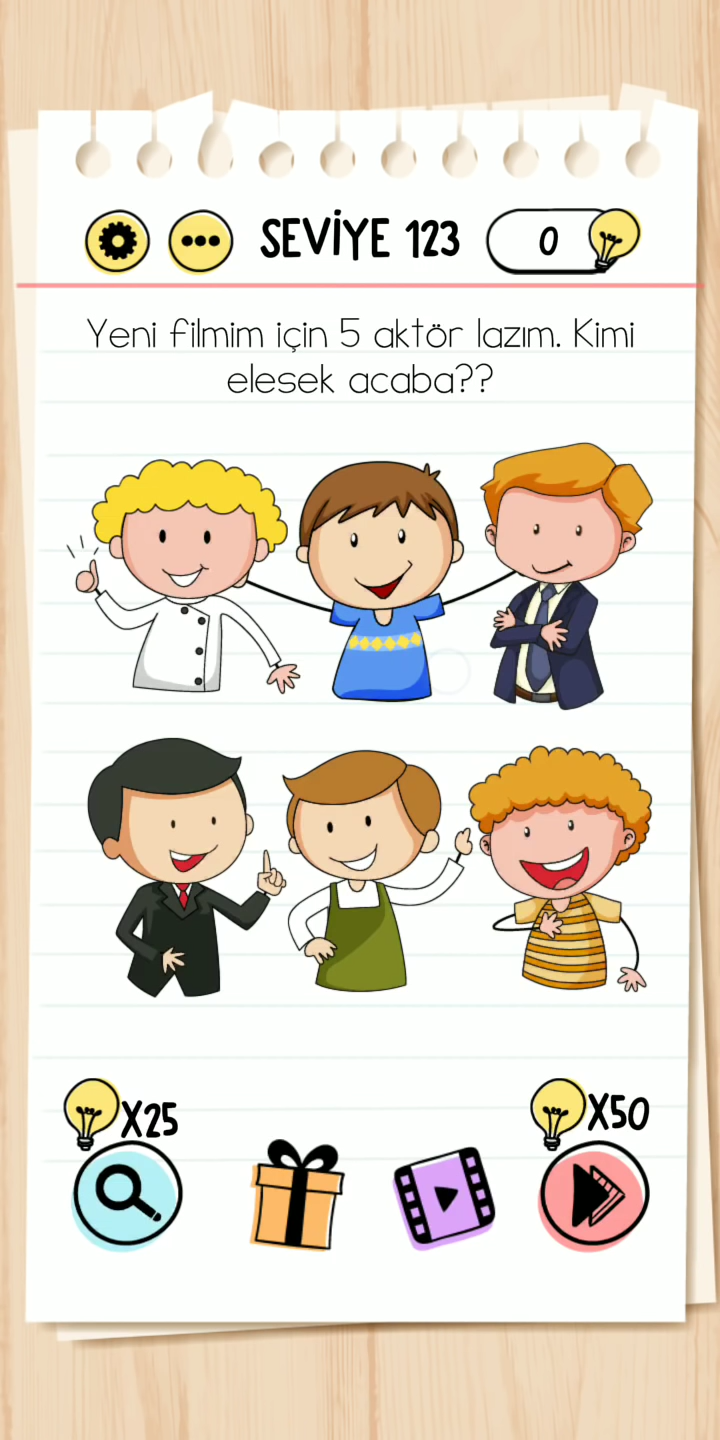 SEVİYE 123
0
Yeni filmim için 5 aktör lazım. Kimi
elesek acaba??
X25
X50